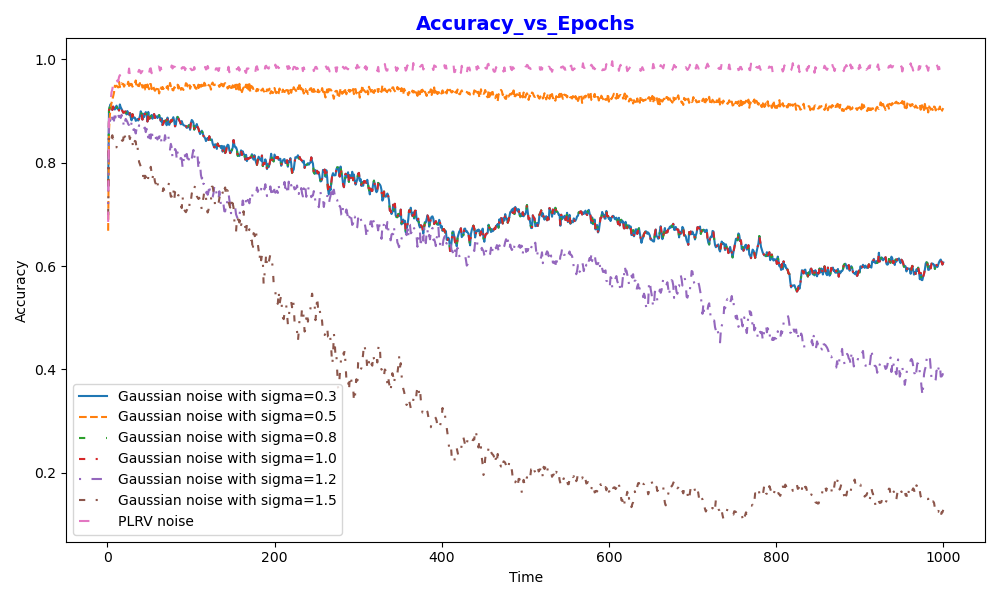 Accuracy_vs_Epochs
Accuracy
1.0
0.8
0.6
0.4
0.2
Gaussian noise with sigma=0.3
Gaussian noise with sigma=0.5
Gaussian noise with sigma=0.8
Gaussian noise with sigma=1.0
Gaussian noise with sigma=1.2
Gaussian noise with sigma=1.5
PLRV noise
0 200 400 600 800 1000
Time